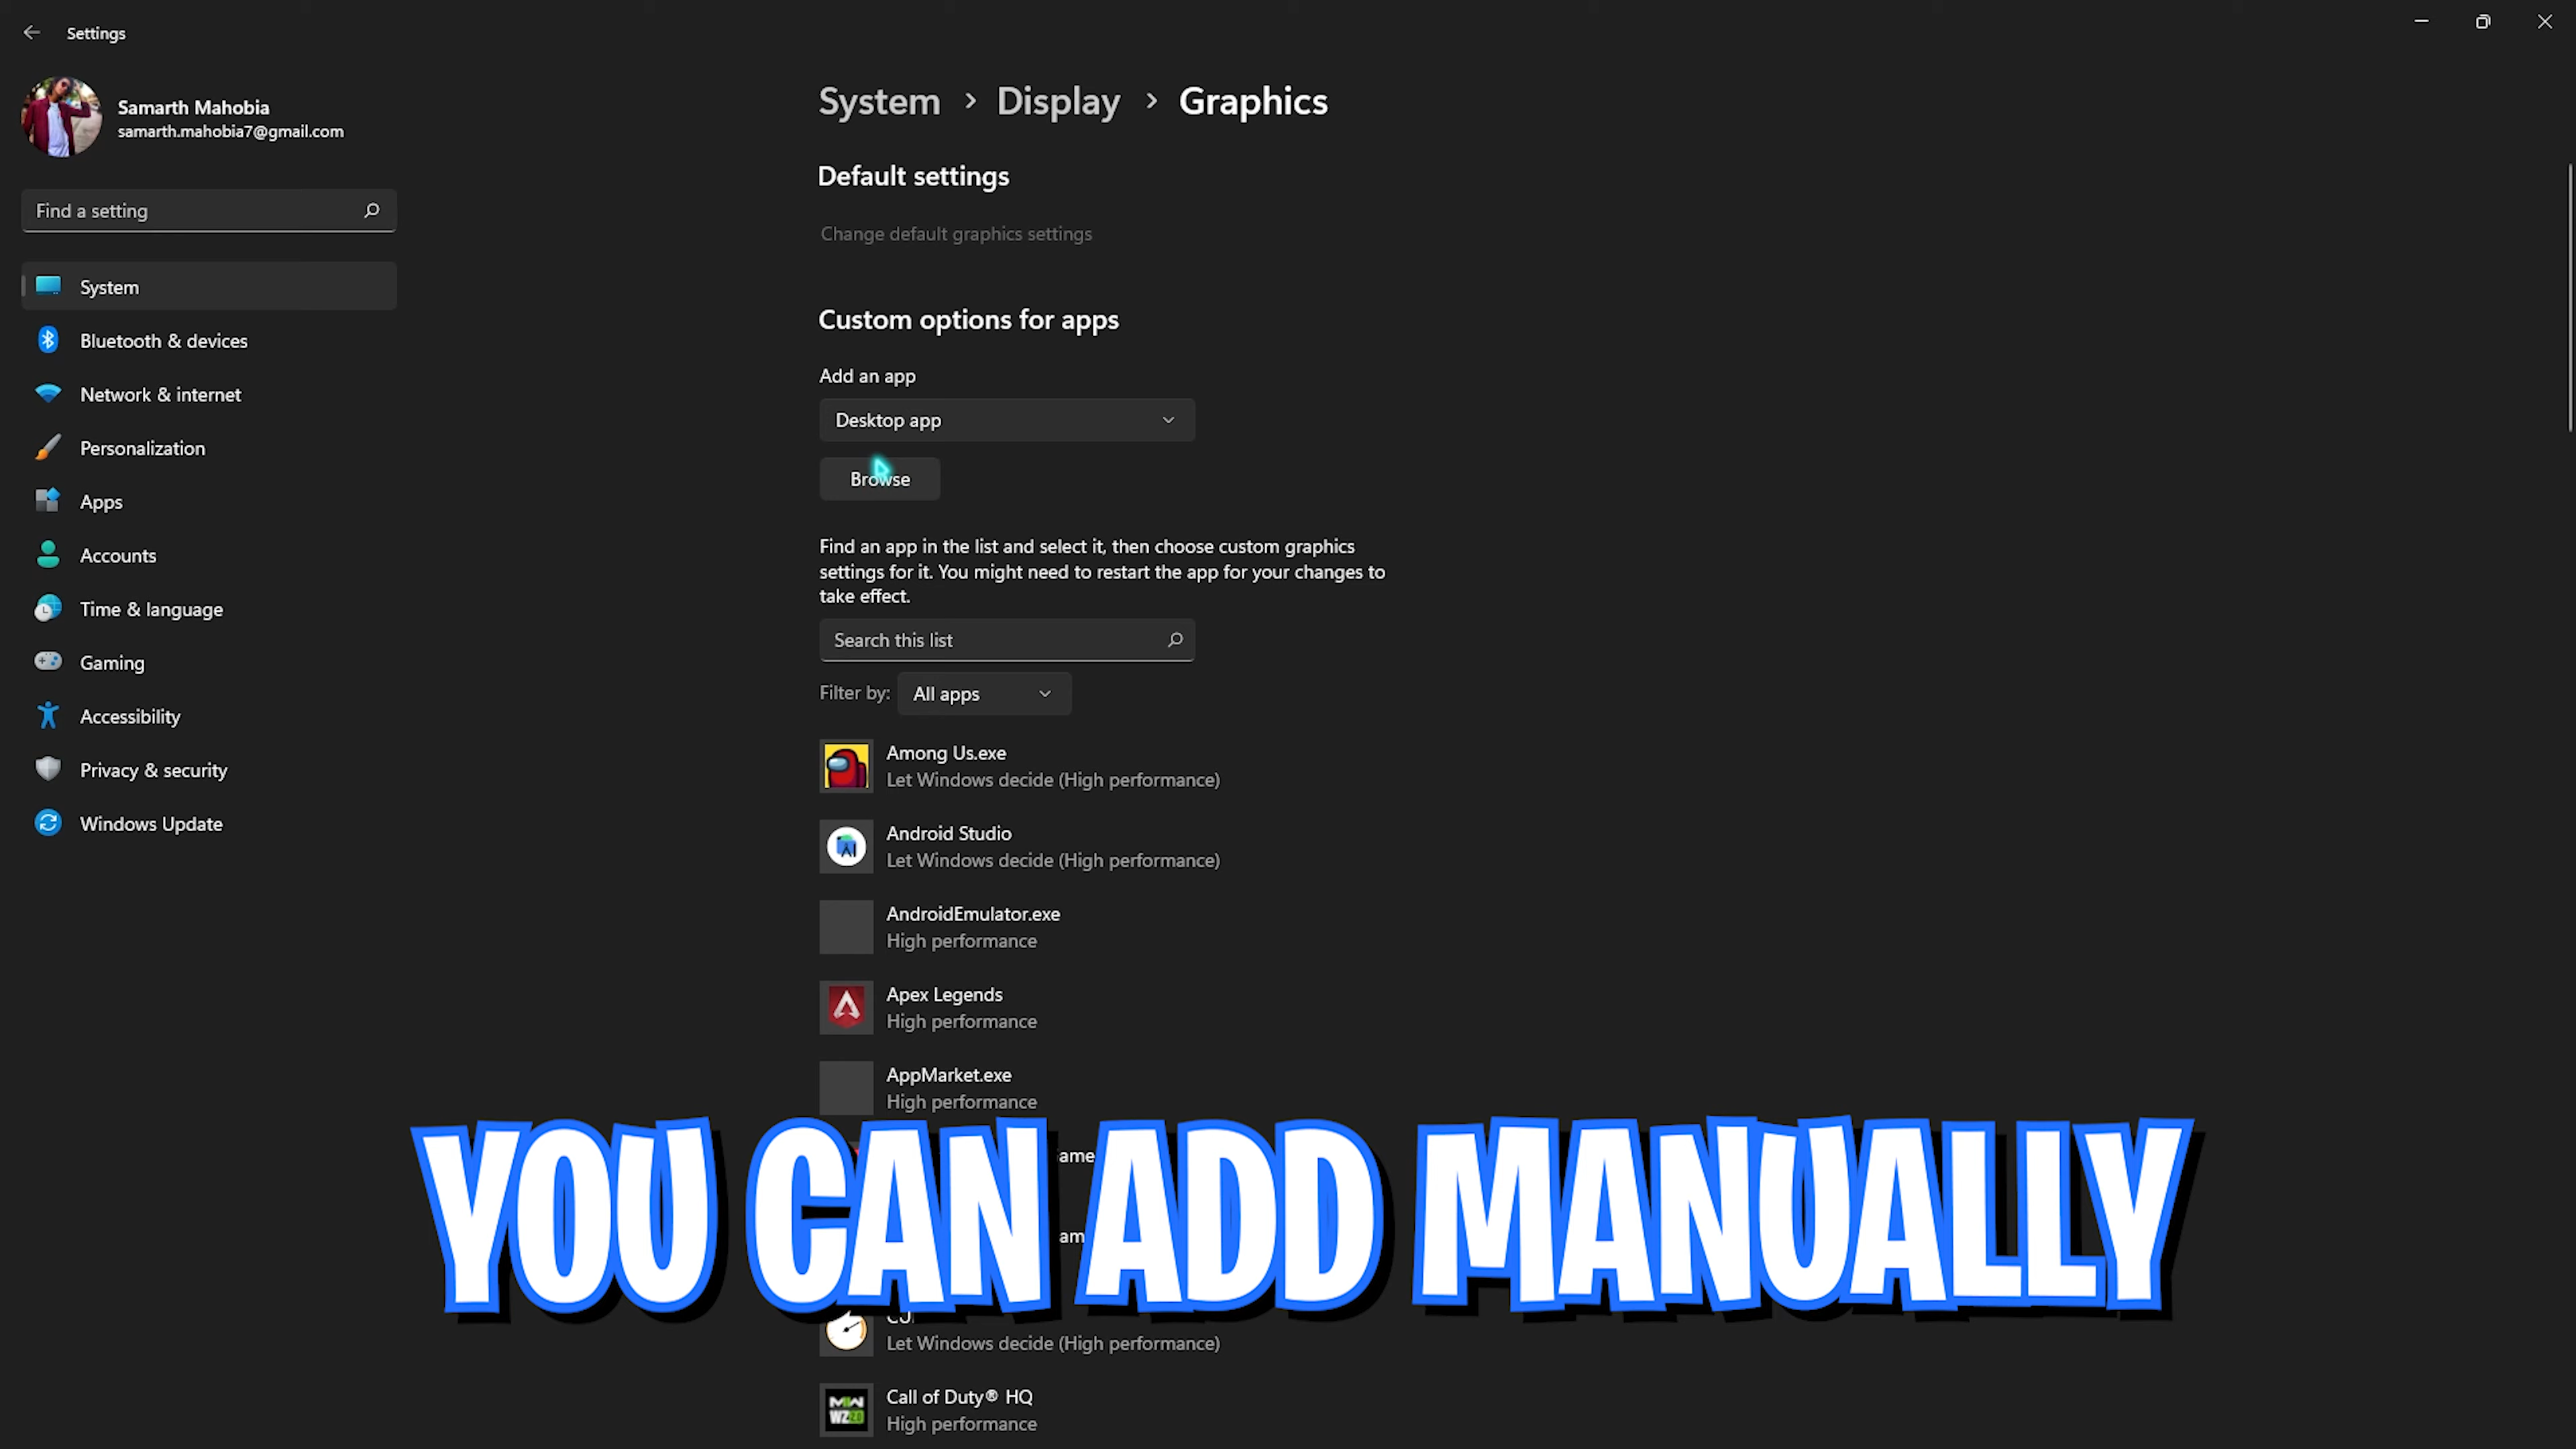 Settings
Samarth Mahobia
samarth.mahobia7@gmail.com
Find a setting
System
Bluetooth & devices
Network & internet
Personalization
Apps
Accounts
Time & language
Gaming
Accessibility
Privacy & security
Windows Update
System > Display > Graphics
Default settings
Change default graphics settings
Custom options for apps
Add an app
Desktop app
Browse
Find an app in the list and select it, then choose custom graphics
settings for it. You might need to restart the app for your changes to
take effect.
Search this list
Filter by: All apps
Among Us.exe
Let Windows decide (High performance)
Android Studio
Let Windows decide (High performance)
AndroidEmulator.exe
High performance
Apex Legends
High performance
AppMarket.exe
High performance
YOU CAN ADD MANUALLY
Let Windows decide (High performance)
Call of Duty® HQ
High performance